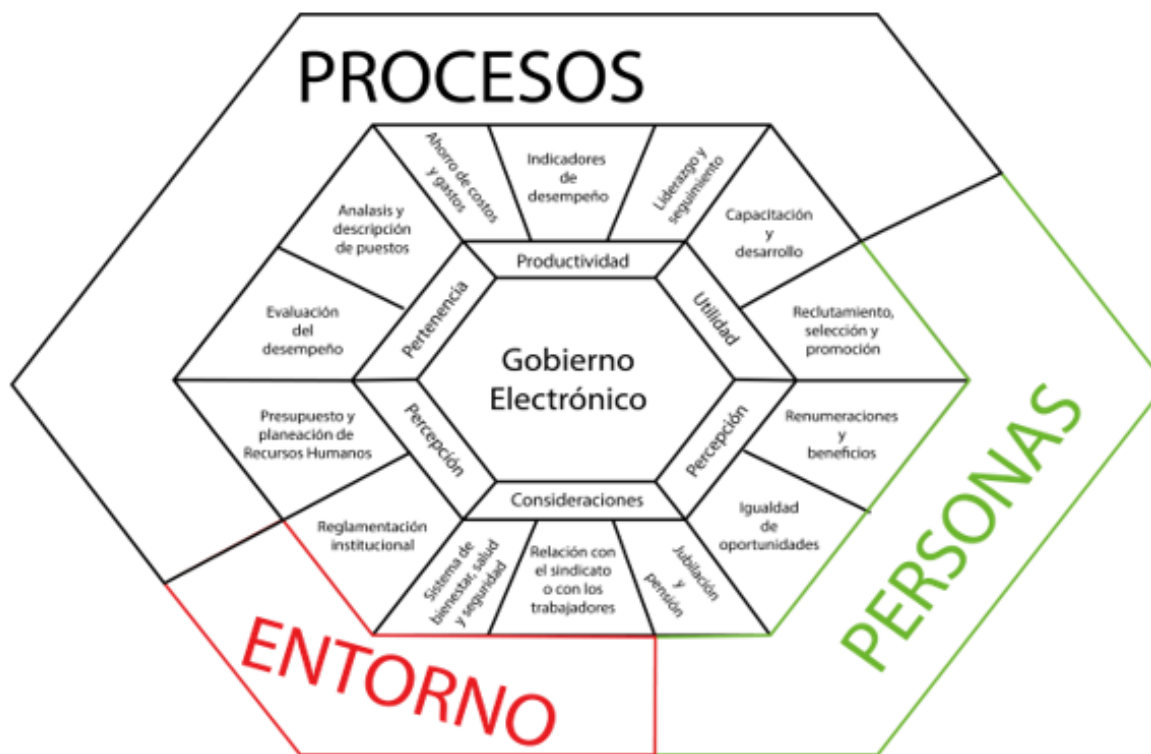 PROCESOS
Ahorro de costos
y gastos
Indicadores
de
desempeño
Liderazgo y
seguimiento
Analasis y
descripción
de puestos
Capacitación
y
desarrollo
Productividad
Pertenencia
Utilidad
Evaluación
del
desempeño
Reclutamiento,
selección y
promoción
Gobierno
Electrónico
Presupuesto y
planeación de
Recursos Humanos
Percepción
Percepción
Renumeraciones
y
beneficios
Consideraciones
Reglamentación
institucional
Igualdad
de
oportunidades
Sistema de
bienestar, salud
y seguridad
Relación con
el sindicato
o con los
trabajadores
Jubilación
y
pensión
PERSONAS
ENTORNO